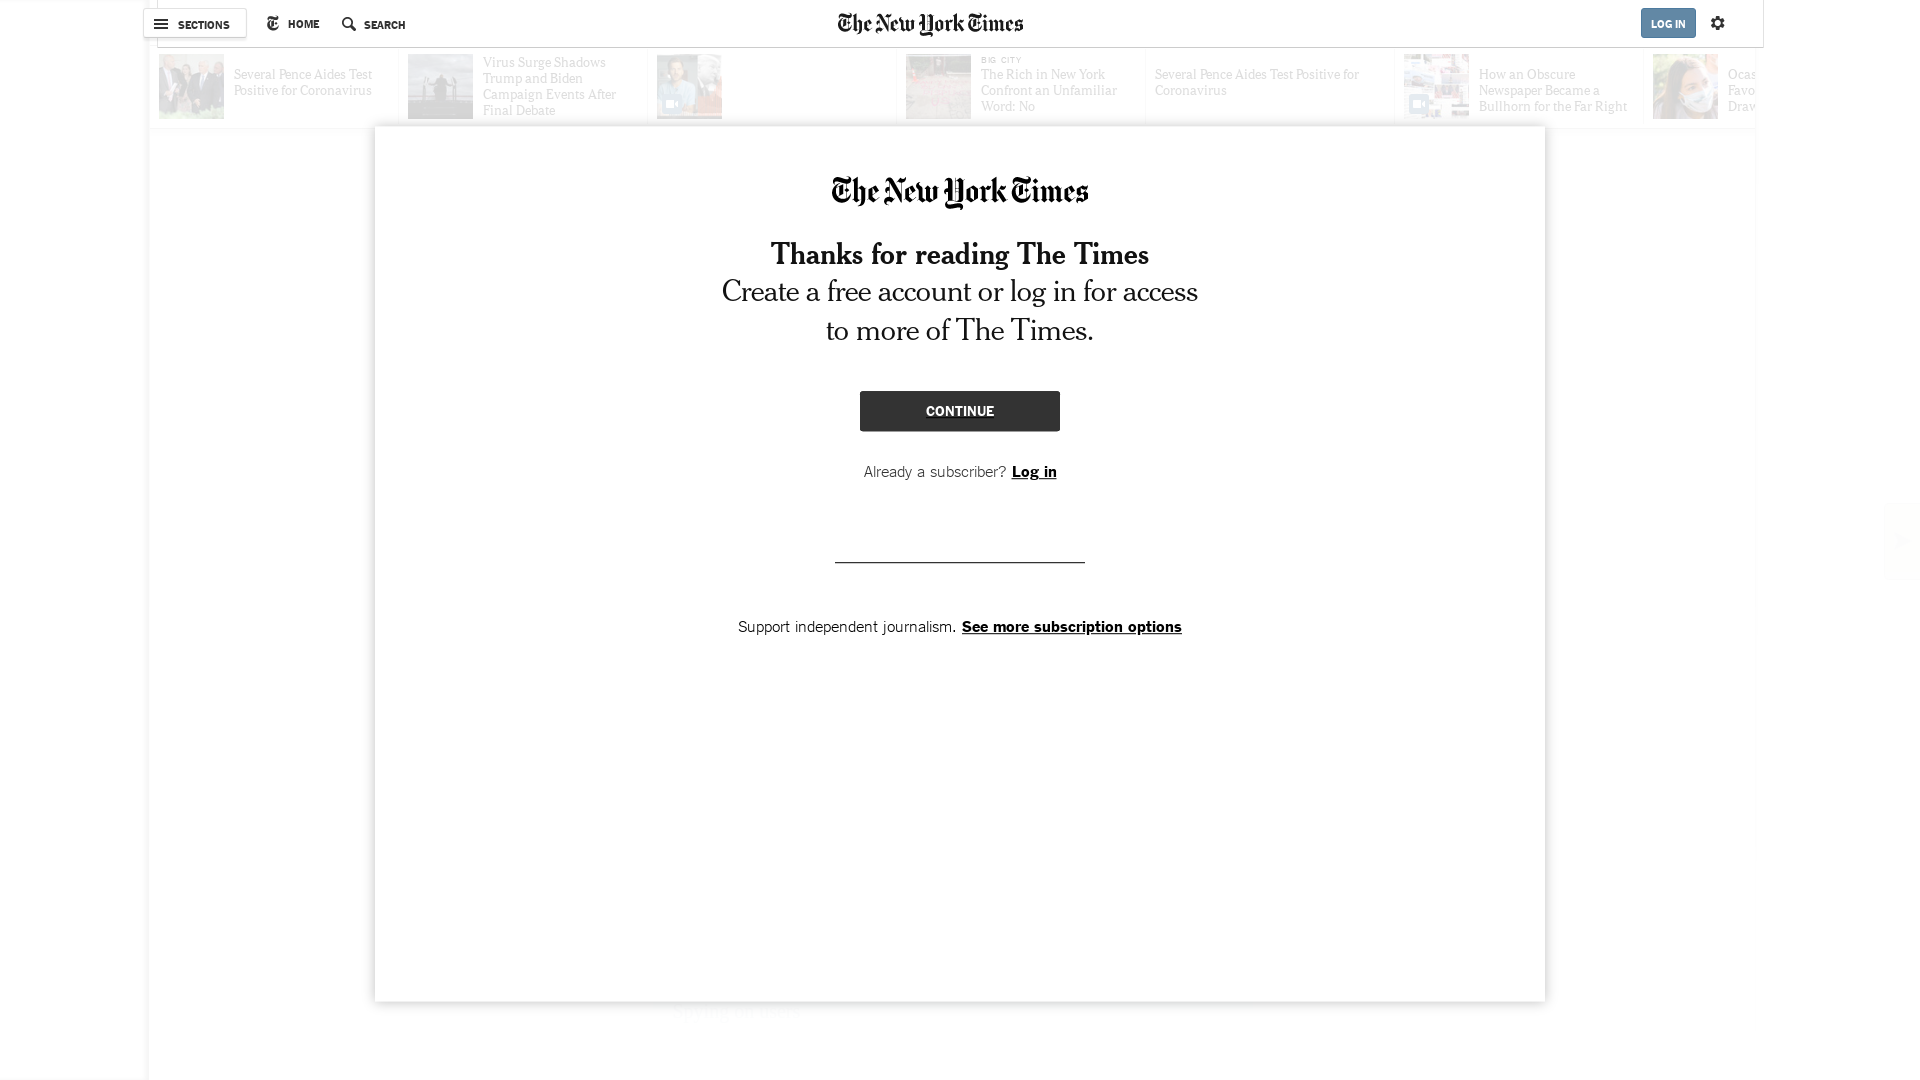 SECTIONS
HOME
SEARCH
The New York Times
LOG IN
Several Pence Aides Test
Positive for Coronavirus
Virus Surge Shadows
Trump and Biden
Campaign Events After
Final Debate
BIG CITY
The Rich in New York
Confront an Unfamiliar
Word: No
Several Pence Aides Test Positive for
Coronavirus
How an Obscure
Newspaper Became a
Bullhorn for the Far Right
Ocas
Favo
Draw
The New York Times
Thanks for reading The Times
Create a free account or log in for access
to more of The Times.
CONTINUE
Already a subscriber? Log in
Support independent journalism. See more subscription options